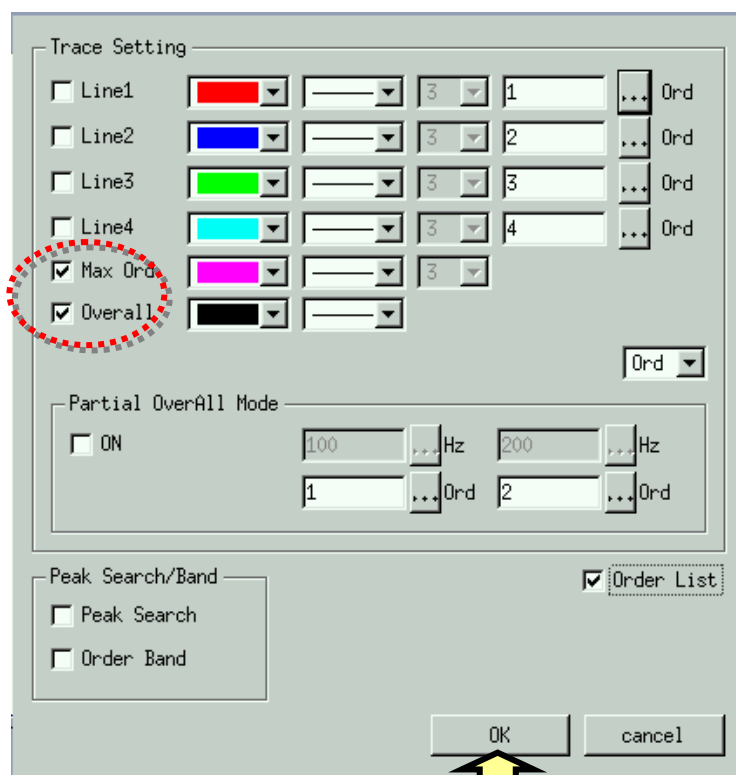 Trace Setting
Line1 3 1 ... Ord
Line2 3 2 ... Ord
Line3 3 3 ... Ord
Line4 3 4 ... Ord
Max Ord 3
Overall
Ord
Partial OverAll Mode
ON 100 ... Hz 200 ... Hz
1 ... Ord 2 ... Ord
Peak Search/Band
Order List
Peak Search
Order Band
OK cancel